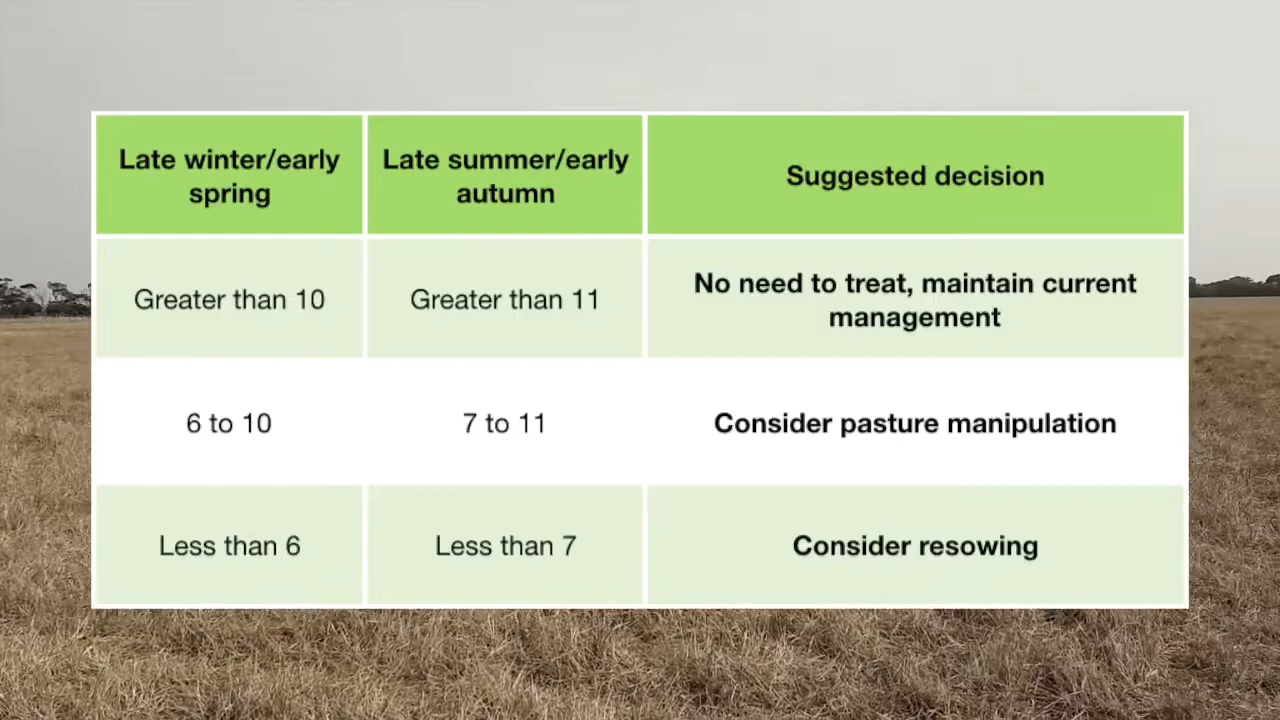 Late winter/early
spring
Late summer/early
autumn
Suggested decision
Greater than 10
Greater than 11
No need to treat, maintain current
management
6 to 10
7 to 11
Consider pasture manipulation
Less than 6
Less than 7
Consider resowing